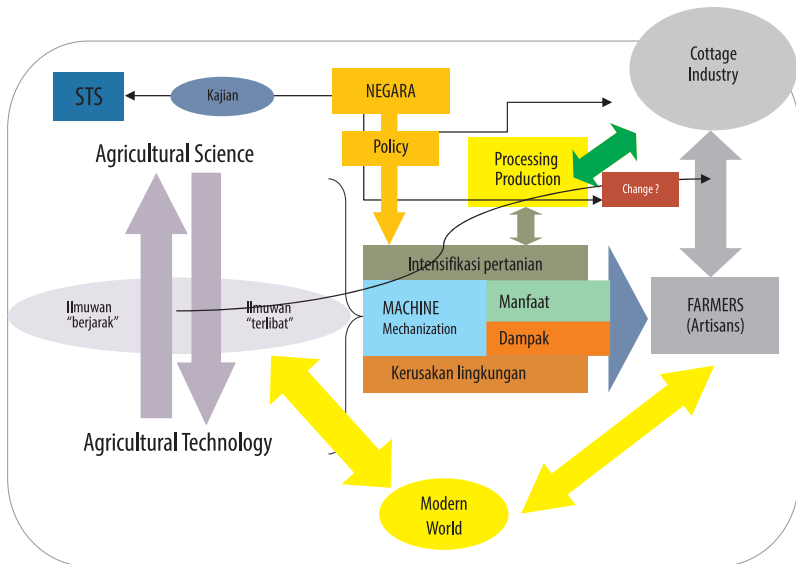 Cottage
Industry
STS
Kajian
NEGARA
Policy
Agricultural Science
Processing
Production
Change ?
Intensifikasi pertanian
Ilmuwan
"berjarak"
Ilmuwan
"terlibat"
MACHINE
Mechanization
Manfaat
Dampak
FARMERS
(Artisans)
Kerusakan lingkungan
Agricultural Technology
Modern
World